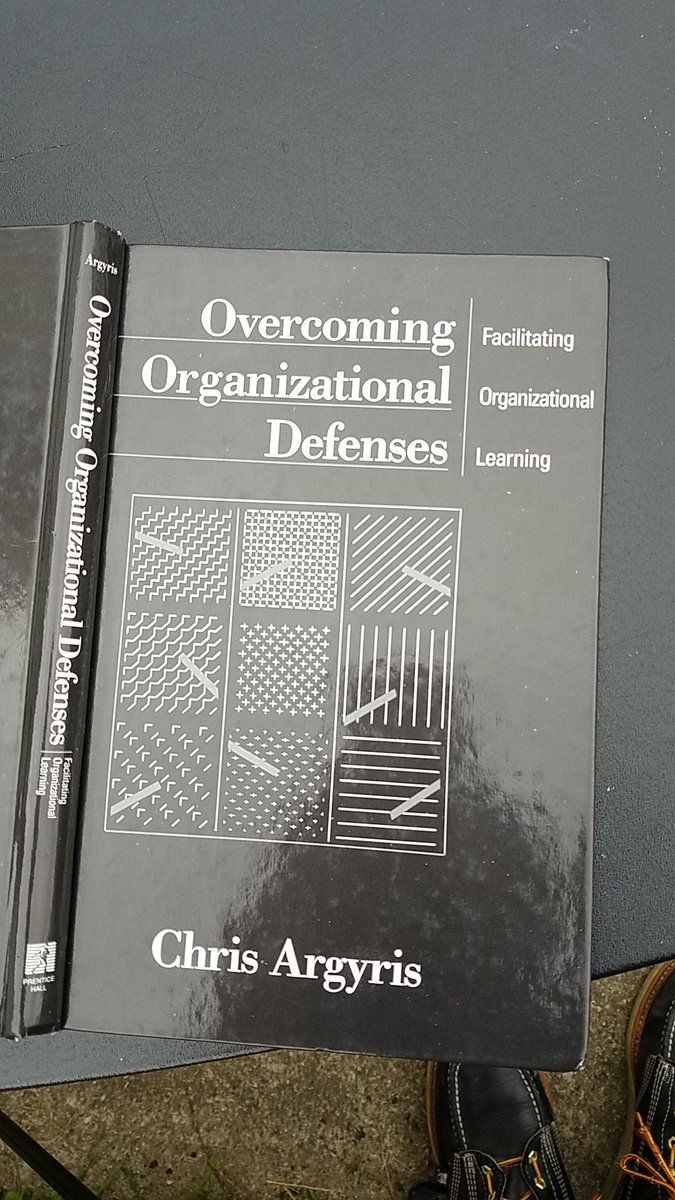 Argyris
Overcoming Organizational Defenses
Facilitating
Organizational
Learning
PRENTICE
HALL
Overcoming
Organizational
Defenses
Facilitating
Organizational
Learning
Chris Argyris